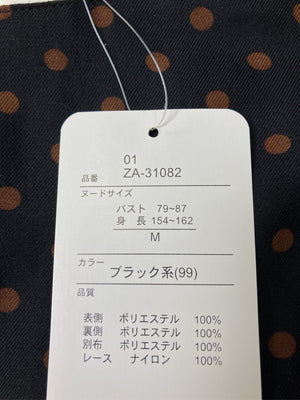 01
品番 ZA-31082
ヌードサイズ
バスト 79~87
身 長 154~162
M
カラー
ブラック系(99)
品質
表側 ポリエステル 100%
裏側 ポリエステル 100%
別布 ポリエステル 100%
レース ナイロン 100%